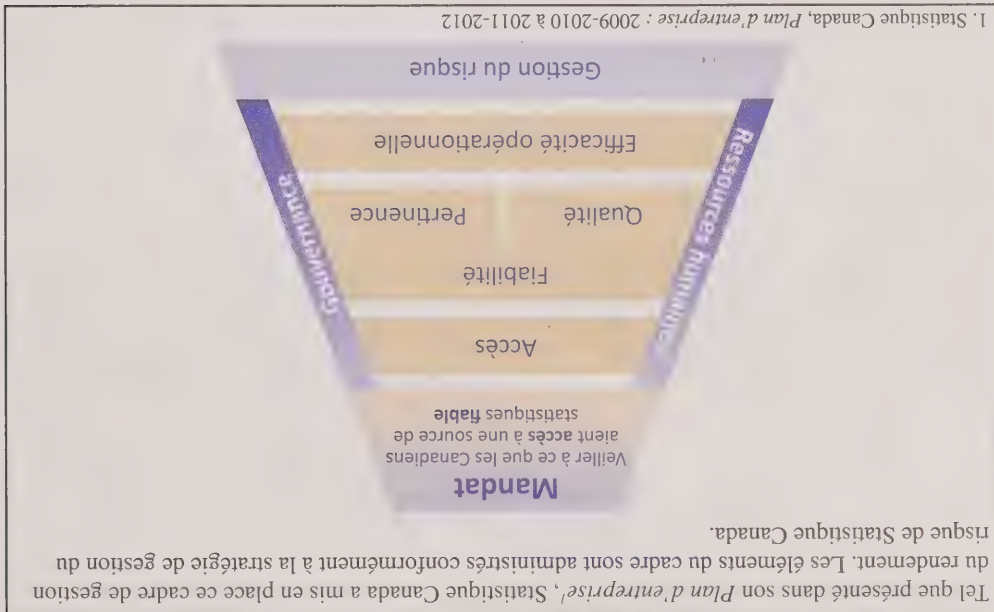 Tel que présenté dans son Plan d'entreprise¹, Statistique Canada a mis en place ce cadre de gestion
du rendement. Les éléments du cadre sont administrés conformément à la stratégie de gestion du
risque de Statistique Canada.
Mandat
Veiller à ce que les Canadiens
aient accès à une source de
statistiques fiable
Accès
Fiabilité
Qualité Pertinence
Efficacité opérationnelle
Ressources humaines
Gouvernance
Gestion du risque
1. Statistique Canada, Plan d'entreprise : 2009-2010 à 2011-2012